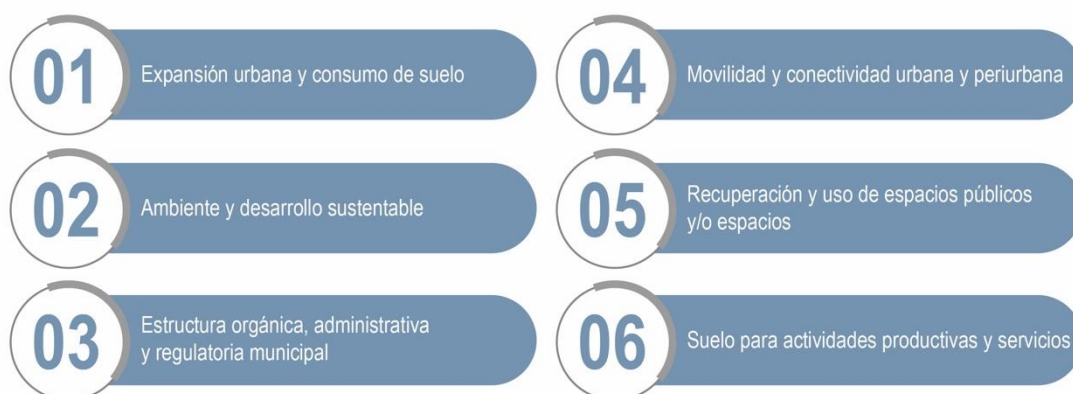 01
Expansión urbana y consumo de suelo
02
Ambiente y desarrollo sustentable
03
Estructura orgánica, administrativa
y regulatoria municipal
04
Movilidad y conectividad urbana y periurbana
05
Recuperación y uso de espacios públicos
y/o espacios
06
Suelo para actividades productivas y servicios